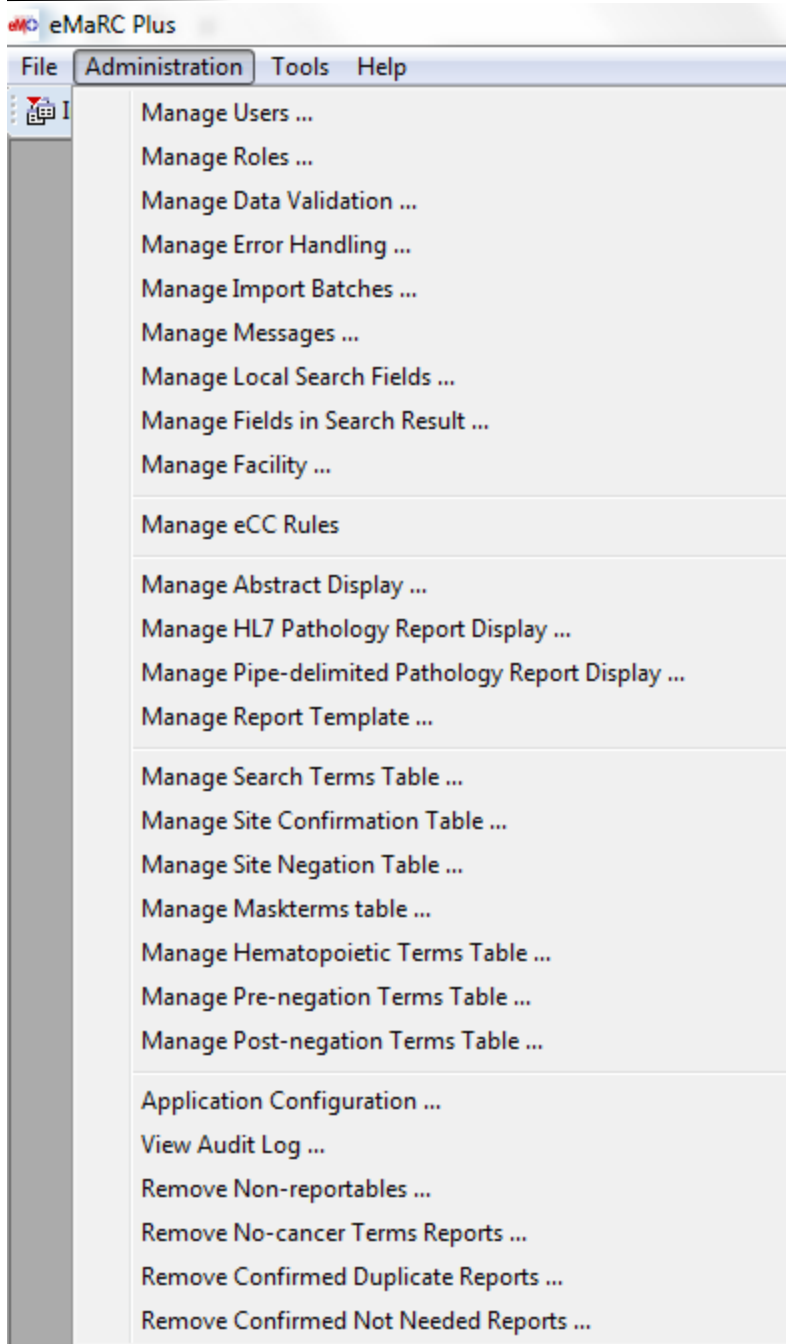 eMaRC Plus
File Administration Tools Help
Manage Users ...
Manage Roles ...
Manage Data Validation ...
Manage Error Handling ...
Manage Import Batches ...
Manage Messages ...
Manage Local Search Fields ...
Manage Fields in Search Result ...
Manage Facility ...
Manage eCC Rules
Manage Abstract Display ...
Manage HL7 Pathology Report Display ...
Manage Pipe-delimited Pathology Report Display ...
Manage Report Template ...
Manage Search Terms Table ...
Manage Site Confirmation Table ...
Manage Site Negation Table ...
Manage Maskterms table ...
Manage Hematopoietic Terms Table ...
Manage Pre-negation Terms Table ...
Manage Post-negation Terms Table ...
Application Configuration ...
View Audit Log ...
Remove Non-reportables ...
Remove No-cancer Terms Reports ...
Remove Confirmed Duplicate Reports ...
Remove Confirmed Not Needed Reports ...